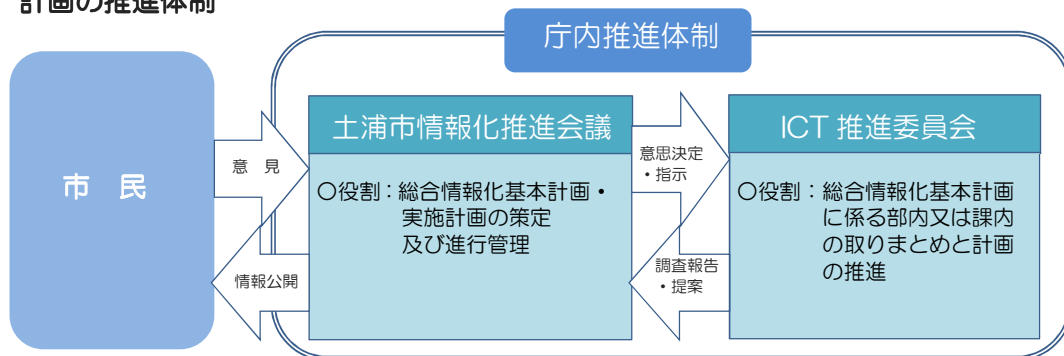 計画の推進体制
庁内推進体制
市 民
意 見
情報公開
土浦市情報化推進会議
○役割：総合情報化基本計画・
実施計画の策定
及び進行管理
意思決定
・指示
調査報告
・提案
ICT 推進委員会
○役割：総合情報化基本計画
に係る部内又は課内
の取りまとめと計画
の推進